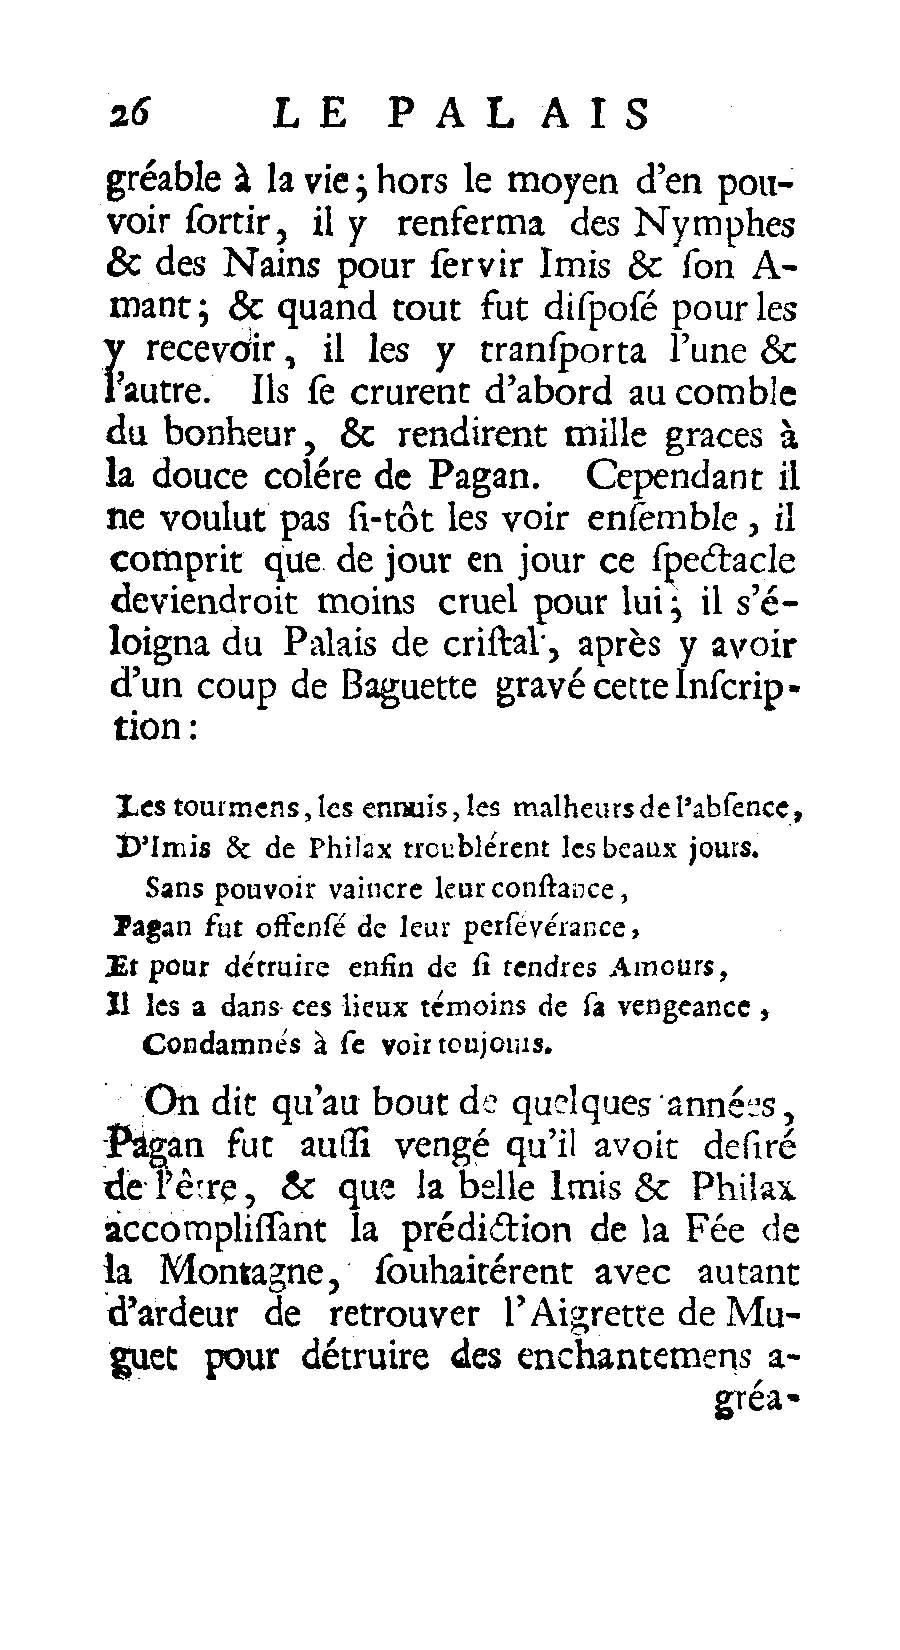 26 LE PALAIS
gréable à la vie; hors le moyen d'en pou-
voir ſortir, il y renferma des Nymphes
& des Nains pour ſervir Imis & ſon A-
mant; & quand tout fut diſpoſé pour les
y recevoir, il les y tranſporta l'une &
l'autre. Ils ſe crurent d'abord au comble
du bonheur, & rendirent mille graces à
la douce colére de Pagan. Cependant il
ne voulut pas ſi-tôt les voir enſemble, il
comprit que de jour en jour ce ſpectacle
deviendroit moins cruel pour lui; il s'é-
loigna du Palais de criſtal, après y avoir
d'un coup de Baguette gravé cette Inſcrip-
tion:
Les tourmens, les ennuis, les malheurs de l'abſence,
D'Imis & de Philax troublérent les beaux jours.
Sans pouvoir vaincre leur conſtance,
Pagan fut offenſé de leur perſévérance,
Et pour détruire enfin de ſi tendres Amours,
Il les a dans ces lieux témoins de ſa vengeance,
Condamnés à ſe voir toujours.
On dit qu'au bout de quelques années,
Pagan fut auſſi vengé qu'il avoit deſiré
de l'être, & que la belle Imis & Philax
accompliſſant la prédiction de la Fée de
la Montagne, ſouhaitérent avec autant
d'ardeur de retrouver l'Aigrette de Mu-
guet pour détruire des enchantemens a-
gréa-